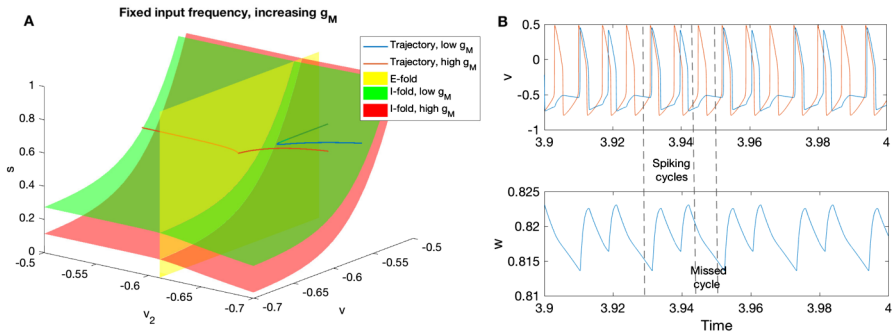 A
Fixed input frequency, increasing g_M
Trajectory, low g_M
Trajectory, high g_M
E-fold
I-fold, low g_M
I-fold, high g_M
1
0.8
0.6
0.4
0.2
0
s
-0.5
-0.55
-0.6
-0.65
-0.7
v_2
-0.7
-0.65
-0.6
-0.55
-0.5
v
B
0.5
0
-0.5
-1
v
3.9
3.92
3.94
3.96
3.98
4
Spiking
cycles
0.825
0.82
0.815
0.81
w
Missed
cycle
3.9
3.92
3.94
3.96
3.98
4
Time